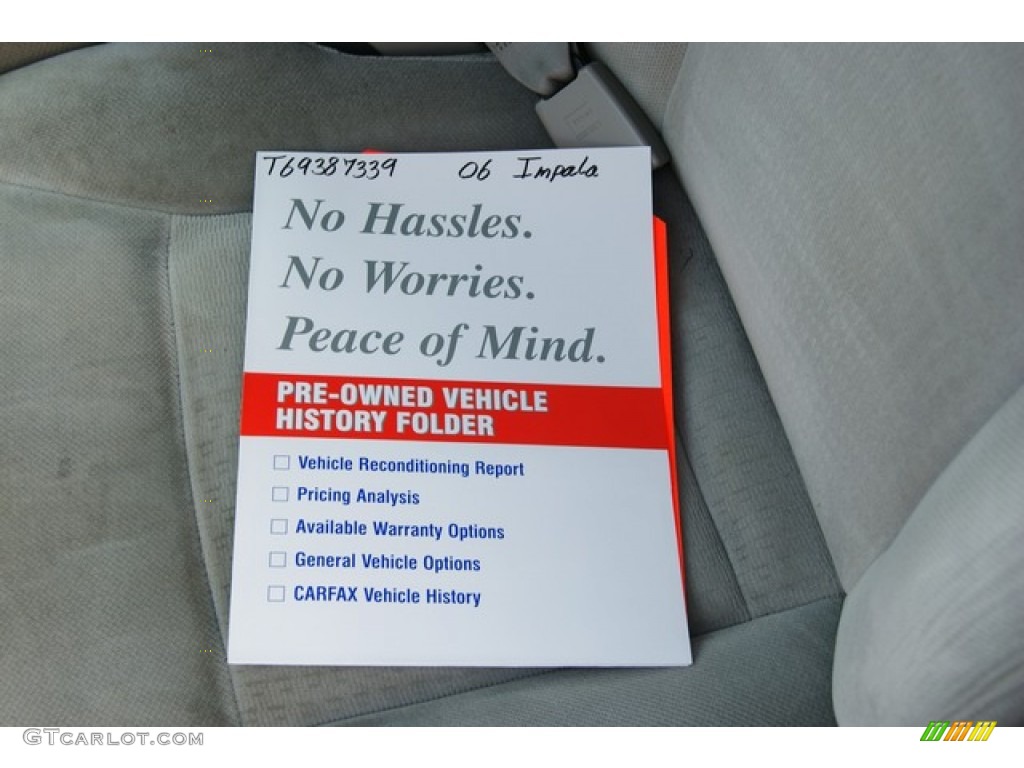 T69387339 06 Impala
No Hassles.
No Worries.
Peace of Mind.
PRE-OWNED VEHICLE
HISTORY FOLDER
Vehicle Reconditioning Report
Pricing Analysis
Available Warranty Options
General Vehicle Options
CARFAX Vehicle History
GTCARLOT.COM